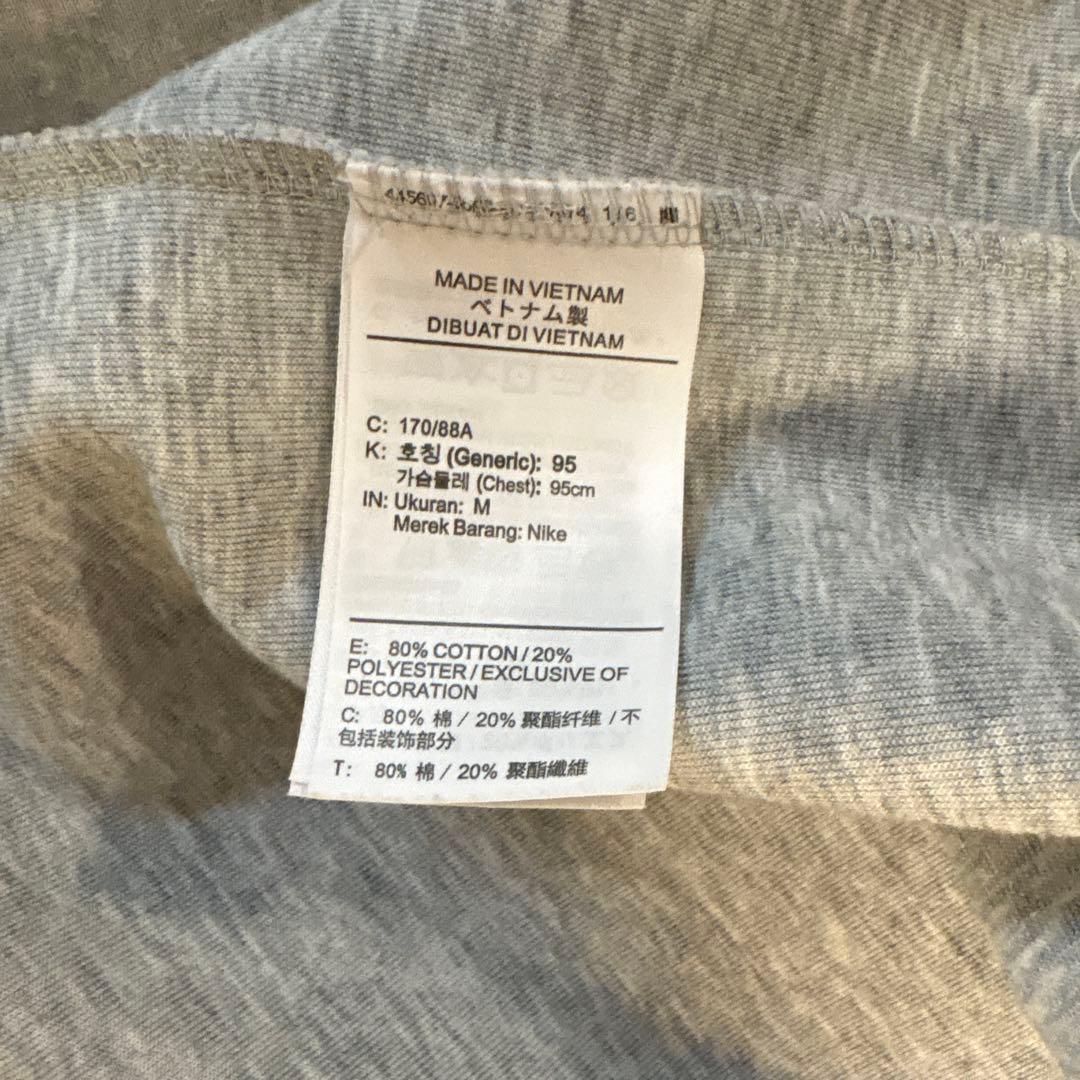 1/6
MADE IN VIETNAM
ベトナム製
DIBUAT DI VIETNAM
C: 170/88A
K: 호칭 (Generic): 95
가슴둘레 (Chest): 95cm
IN: Ukuran: M
Merek Barang: Nike
E: 80% COTTON / 20%
POLYESTER / EXCLUSIVE OF
DECORATION
C: 80% 棉 / 20% 聚酯纤维 / 不
包括装饰部分
T: 80% 棉 / 20% 聚酯纖維